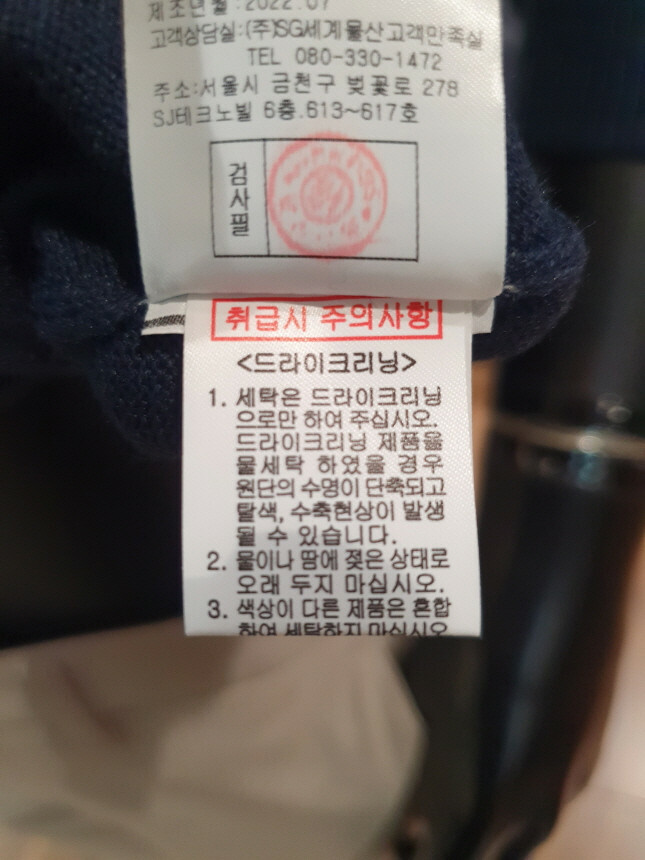 제조년월:2022.07
고객상담실:(주)SG세계물산고객만족실
TEL 080-330-1472
주소:서울시 금천구 벚꽃로 278
SJ테크노빌 6층.613~617호
검사필
취급시 주의사항
<드라이크리닝>
1. 세탁은 드라이크리닝
으로만 하여 주십시오.
드라이크리닝 제품을
물세탁 하였을 경우
원단의 수명이 단축되고
탈색, 수축현상이 발생
될 수 있습니다.
2. 물이나 땀에 젖은 상태로
오래 두지 마십시오.
3. 색상이 다른 제품은 혼합
하여 세탁하지 마십시오